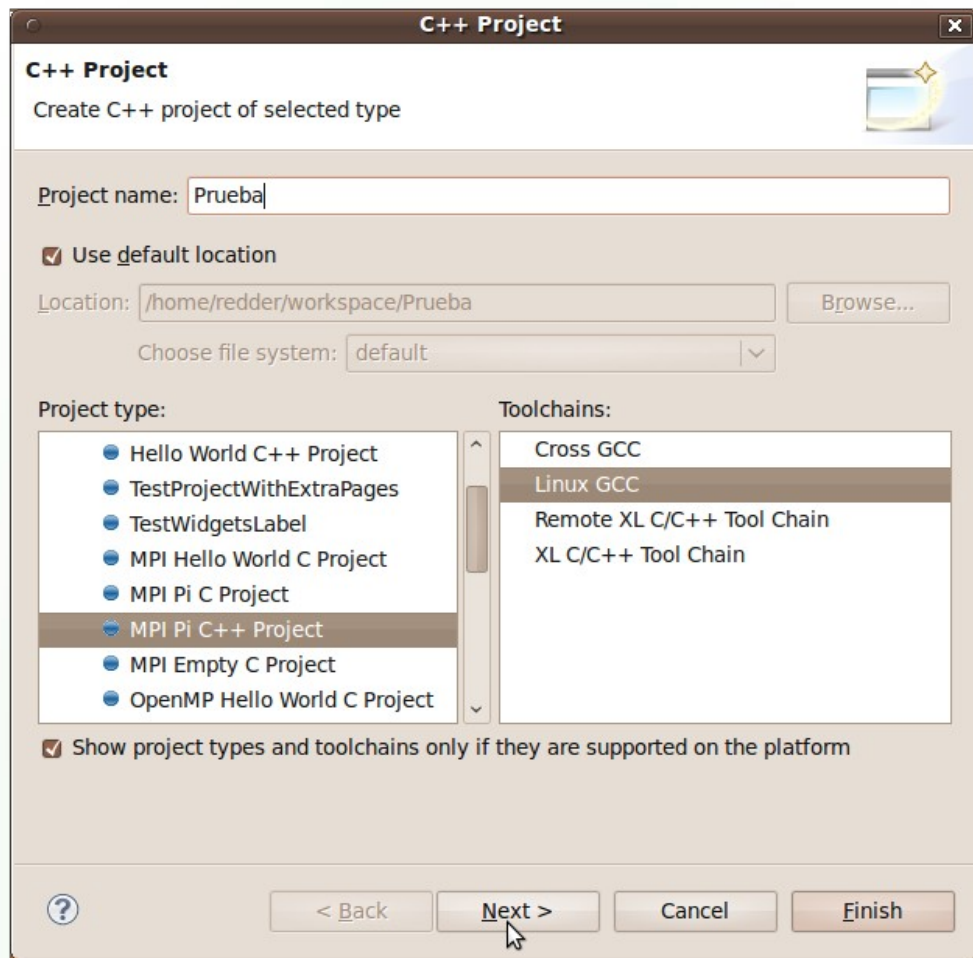 C++ Project
C++ Project
Create C++ project of selected type
Project name: Prueba
Use default location
Location: /home/redder/workspace/Prueba Browse...
Choose file system: default
Project type: Toolchains:
Hello World C++ Project
TestProjectWithExtraPages
TestWidgetsLabel
MPI Hello World C Project
MPI Pi C Project
MPI Pi C++ Project
MPI Empty C Project
OpenMP Hello World C Project
Cross GCC
Linux GCC
Remote XL C/C++ Tool Chain
XL C/C++ Tool Chain
Show project types and toolchains only if they are supported on the platform
? < Back Next > Cancel Finish